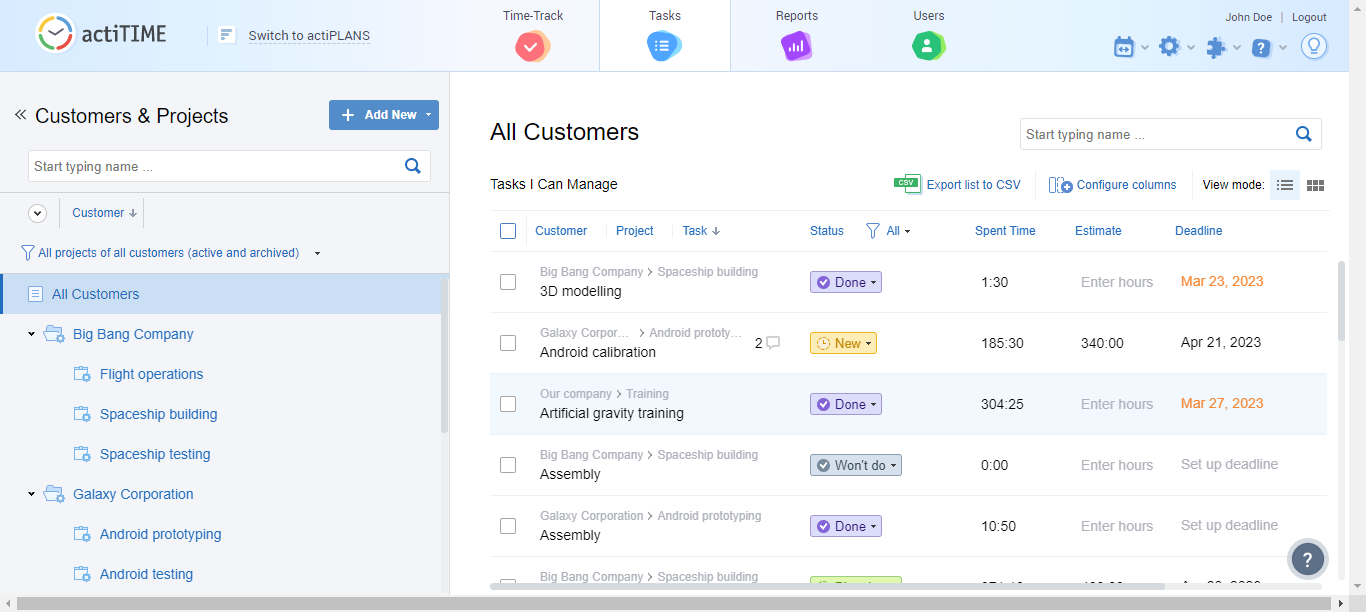 actiTIME
Switch to actiPLANS
Time-Track
Tasks
Reports
Users
John Doe | Logout
Customers & Projects
Add New
Start typing name ...
Customer
All projects of all customers (active and archived)
All Customers
Big Bang Company
Flight operations
Spaceship building
Spaceship testing
Galaxy Corporation
Android prototyping
Android testing
All Customers
Start typing name ...
Tasks I Can Manage
CSV Export list to CSV
Configure columns
View mode:
Customer Project Task Status All Spent Time Estimate Deadline
Big Bang Company > Spaceship building
3D modelling Done 1:30 Enter hours Mar 23, 2023
Galaxy Corpor... > Android prototy...
Android calibration 2 New 185:30 340:00 Apr 21, 2023
Our company > Training
Artificial gravity training Done 304:25 Enter hours Mar 27, 2023
Big Bang Company > Spaceship building
Assembly Won't do 0:00 Enter hours Set up deadline
Galaxy Corporation > Android prototyping
Assembly Done 10:50 Enter hours Set up deadline
Big Bang Company > Spaceship building
?